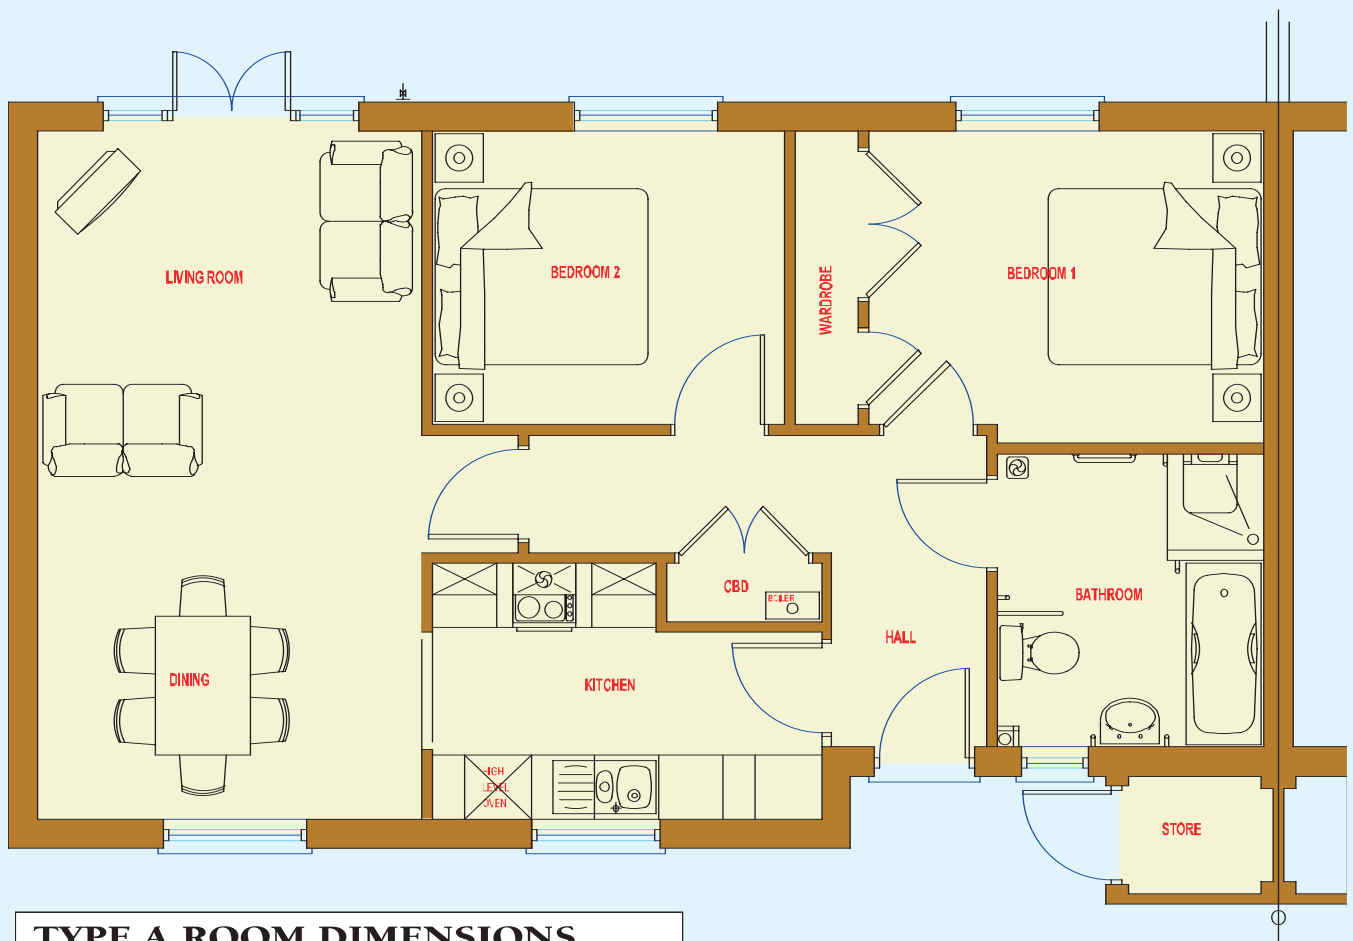 LIVING ROOM
BEDROOM 2
WARDROBE
BEDROOM 1
CBD
BOILER
BATHROOM
HALL
DINING
KITCHEN
HIGH
LEVEL
OVEN
STORE
TYPE A ROOM DIMENSIONS